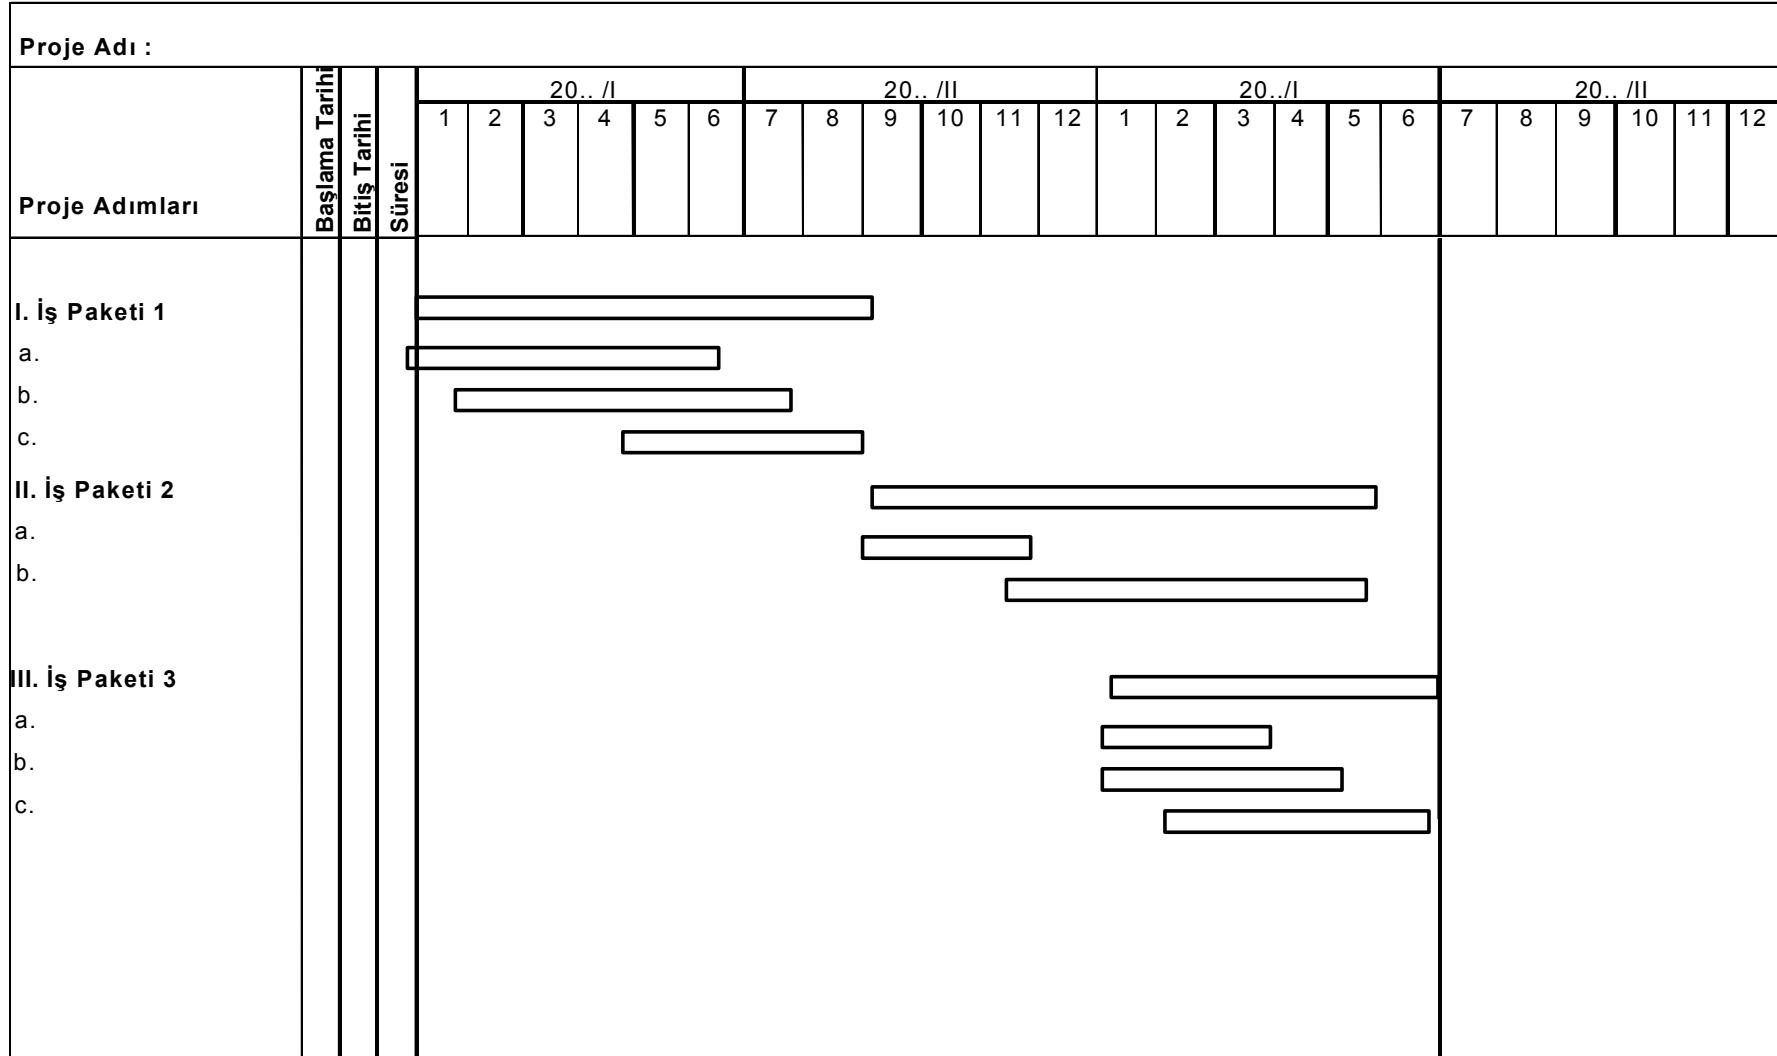 Proje Adı :
Proje Adımları
Başlama Tarihi
Bitiş Tarihi
Süresi
20.. /I 20.. /II 20../I 20.. /II
1 2 3 4 5 6 7 8 9 10 11 12 1 2 3 4 5 6 7 8 9 10 11 12
I. İş Paketi 1
a.
b.
c.
II. İş Paketi 2
a.
b.
III. İş Paketi 3
a.
b.
c.